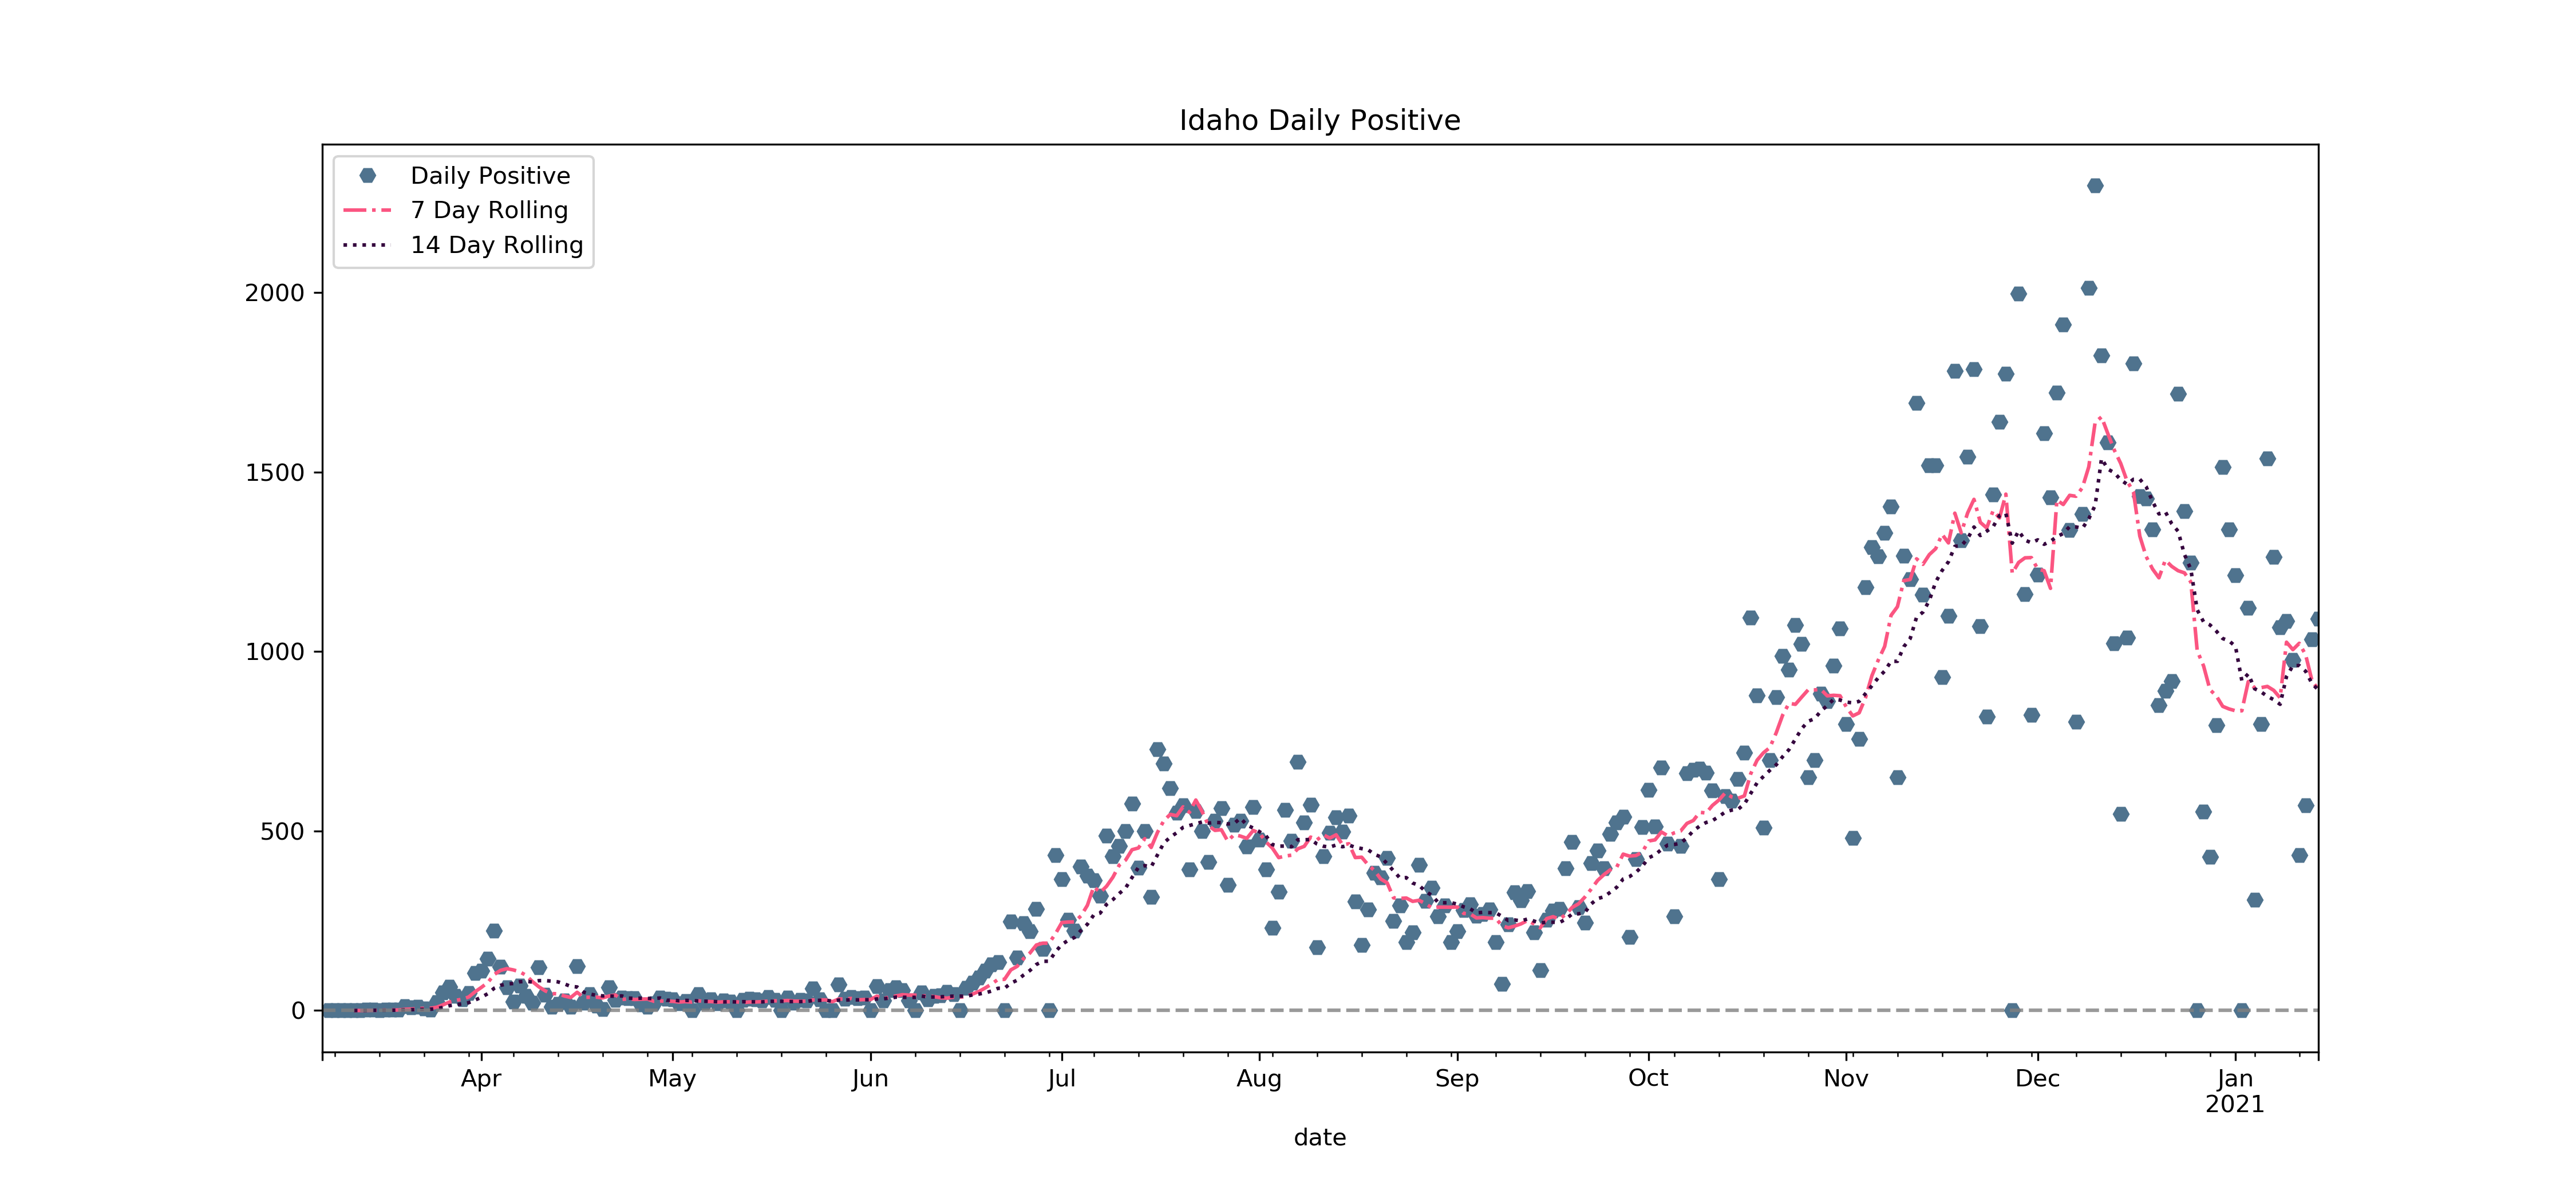 Idaho Daily Positive
Daily Positive
7 Day Rolling
14 Day Rolling
2000
1500
1000
500
0
Apr May Jun Jul Aug Sep Oct Nov Dec Jan
2021
date